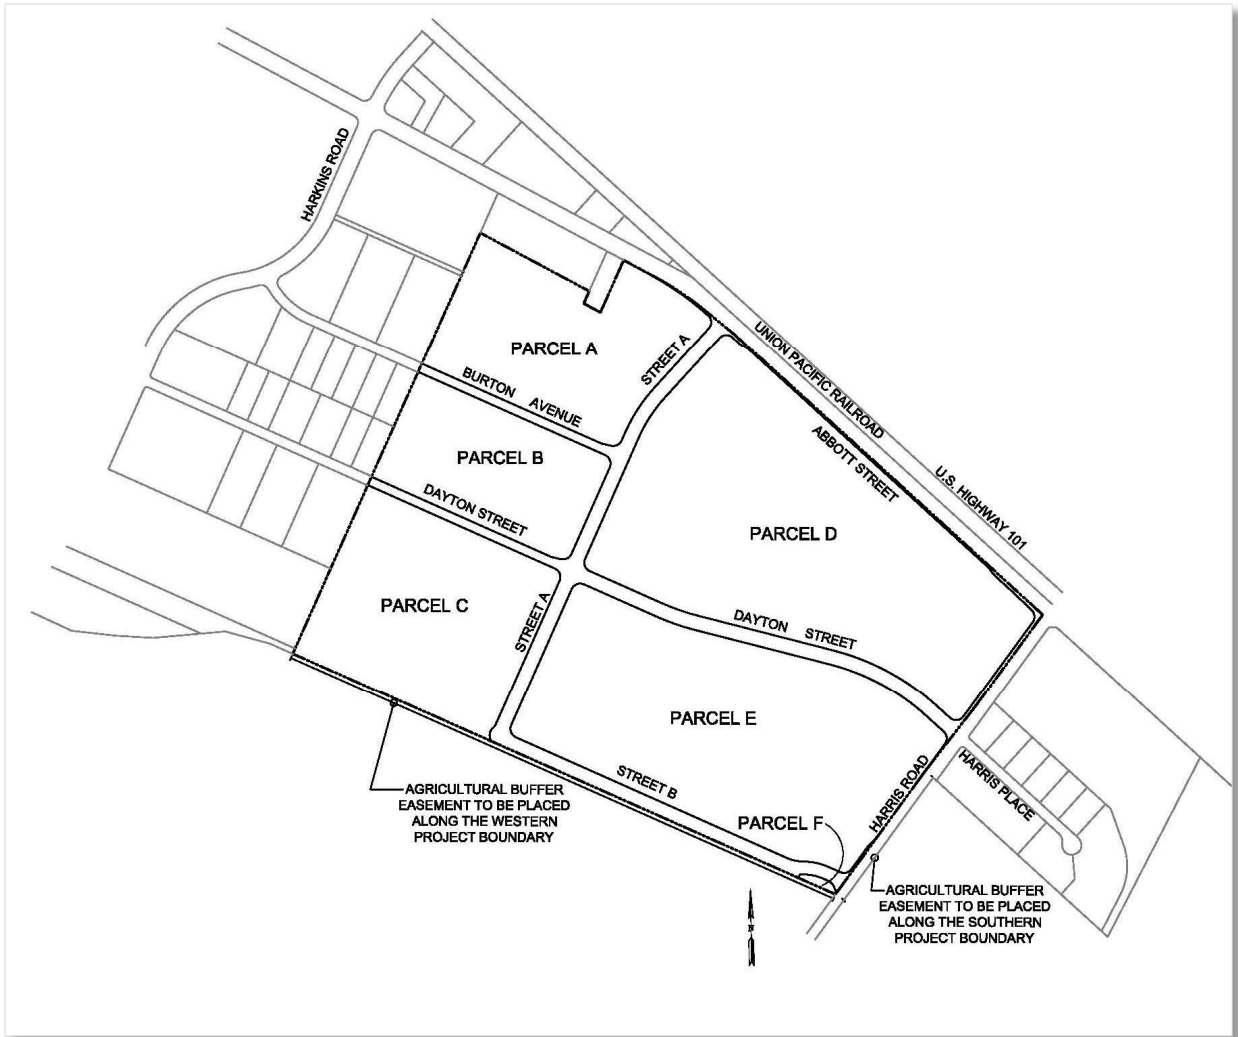 HARKINS ROAD
PARCEL A
STREET A
UNION PACIFIC RAILROAD
BURTON AVENUE
ABBOTT STREET
U.S. HIGHWAY 101
PARCEL B
DAYTON STREET
PARCEL D
PARCEL C
STREET A
DAYTON STREET
PARCEL E
STREET B
HARRIS ROAD
HARRIS PLACE
PARCEL F
AGRICULTURAL BUFFER
EASEMENT TO BE PLACED
ALONG THE WESTERN
PROJECT BOUNDARY
AGRICULTURAL BUFFER
EASEMENT TO BE PLACED
ALONG THE SOUTHERN
PROJECT BOUNDARY